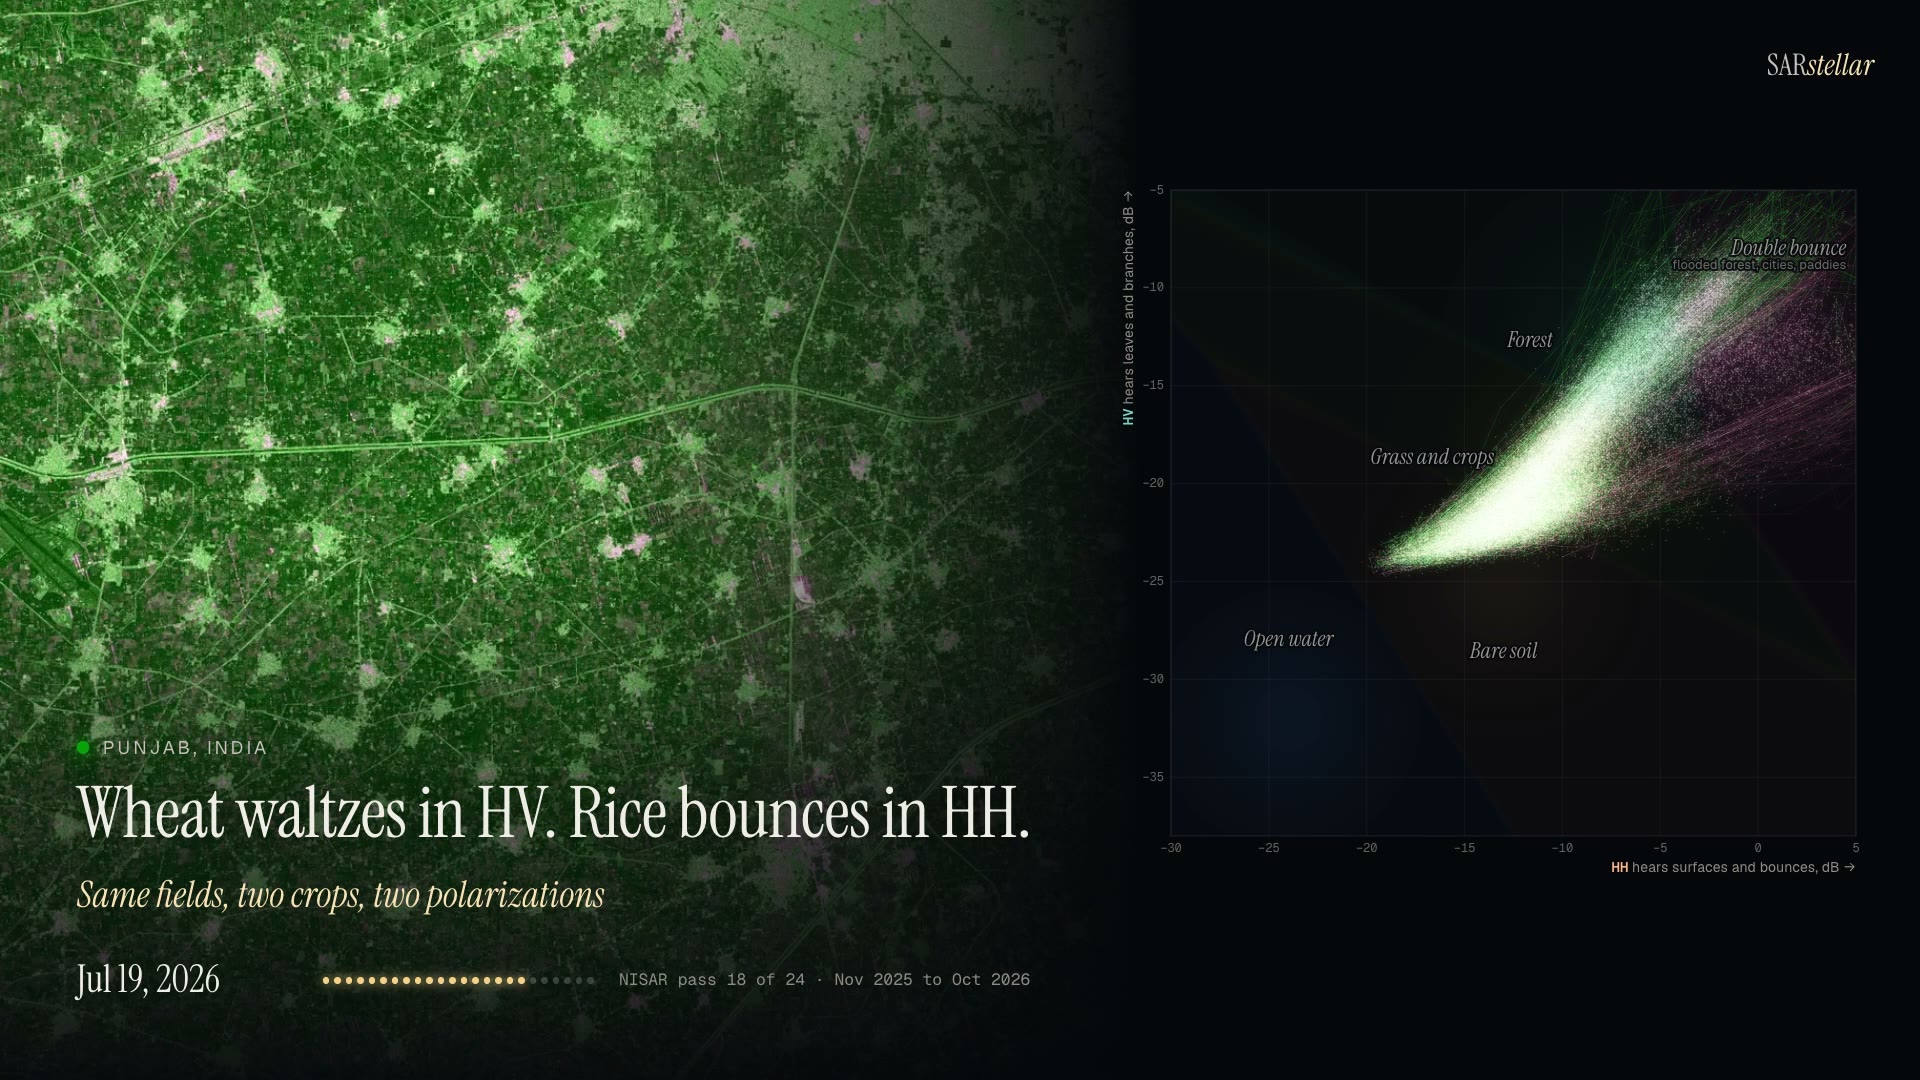 SARstellar
PUNJAB, INDIA
Wheat waltzes in HV. Rice bounces in HH.
Same fields, two crops, two polarizations
Jul 19, 2026
NISAR pass 18 of 24 · Nov 2025 to Oct 2026
HV hears leaves and branches, dB →
−5
−10
−15
−20
−25
−30
−35
Double bounce
flooded forest, cities, paddies
Forest
Grass and crops
Open water
Bare soil
−30 −25 −20 −15 −10 −5 0 5
HH hears surfaces and bounces, dB →